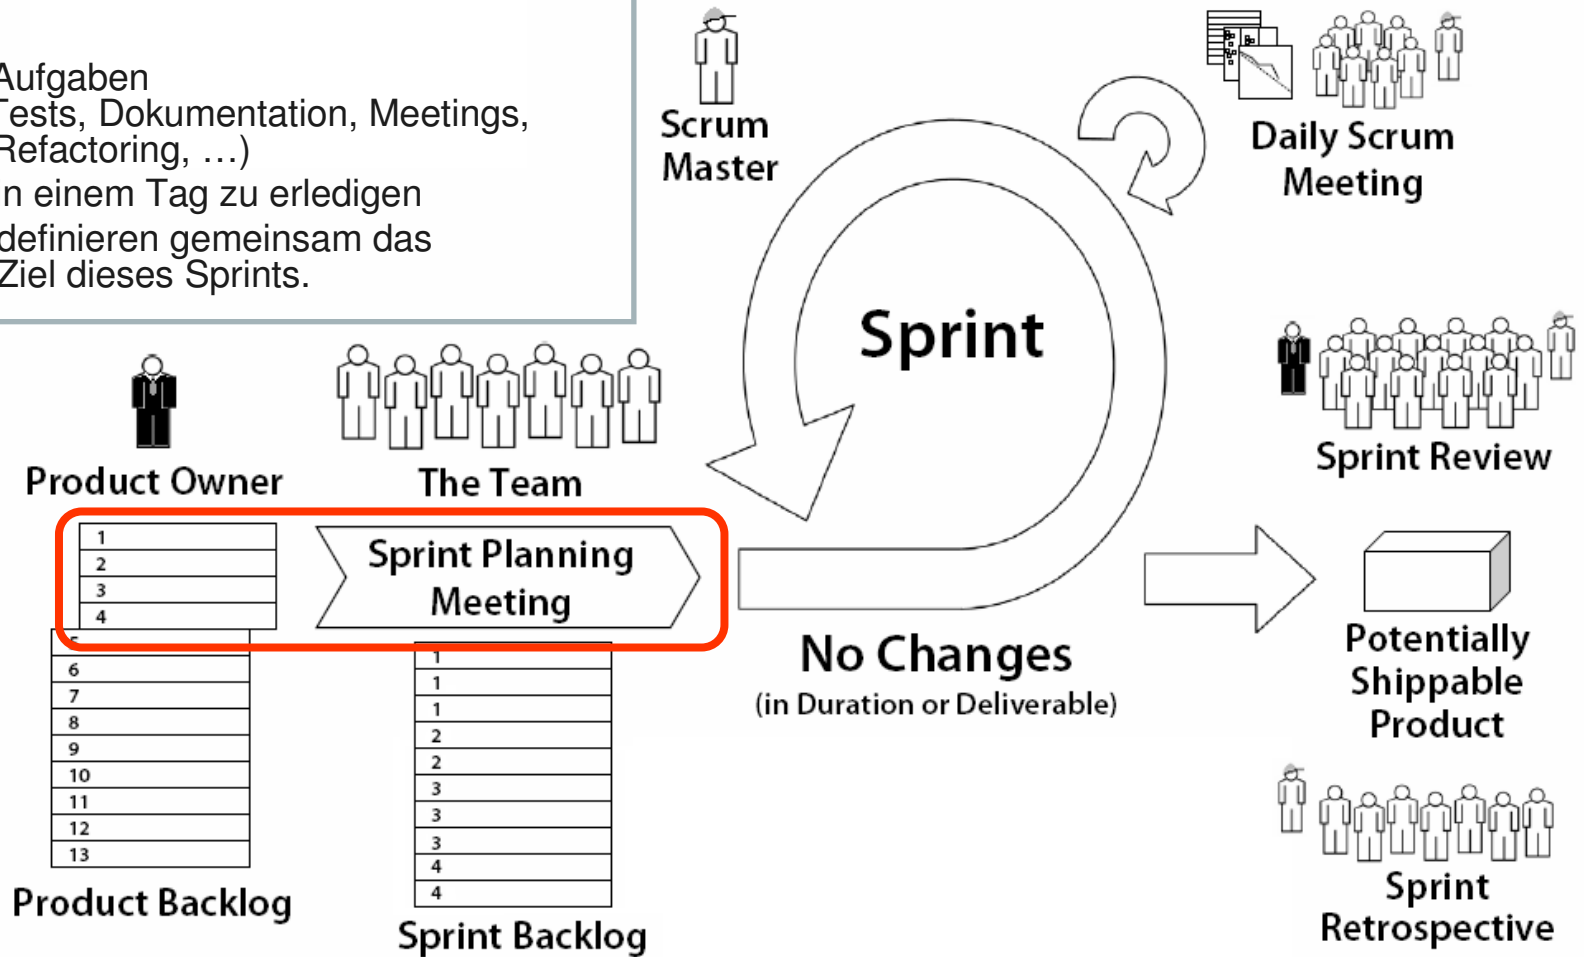 Aufgaben
Tests, Dokumentation, Meetings,
Refactoring, …)
in einem Tag zu erledigen
definieren gemeinsam das
Ziel dieses Sprints.
Scrum
Master
Daily Scrum
Meeting
Sprint
Product Owner
The Team
Sprint Review
1
2
3
4
5
6
7
8
9
10
11
12
13
Product Backlog
Sprint Planning
Meeting
1
1
1
2
2
3
3
3
4
4
Sprint Backlog
No Changes
(in Duration or Deliverable)
Potentially
Shippable
Product
Sprint
Retrospective